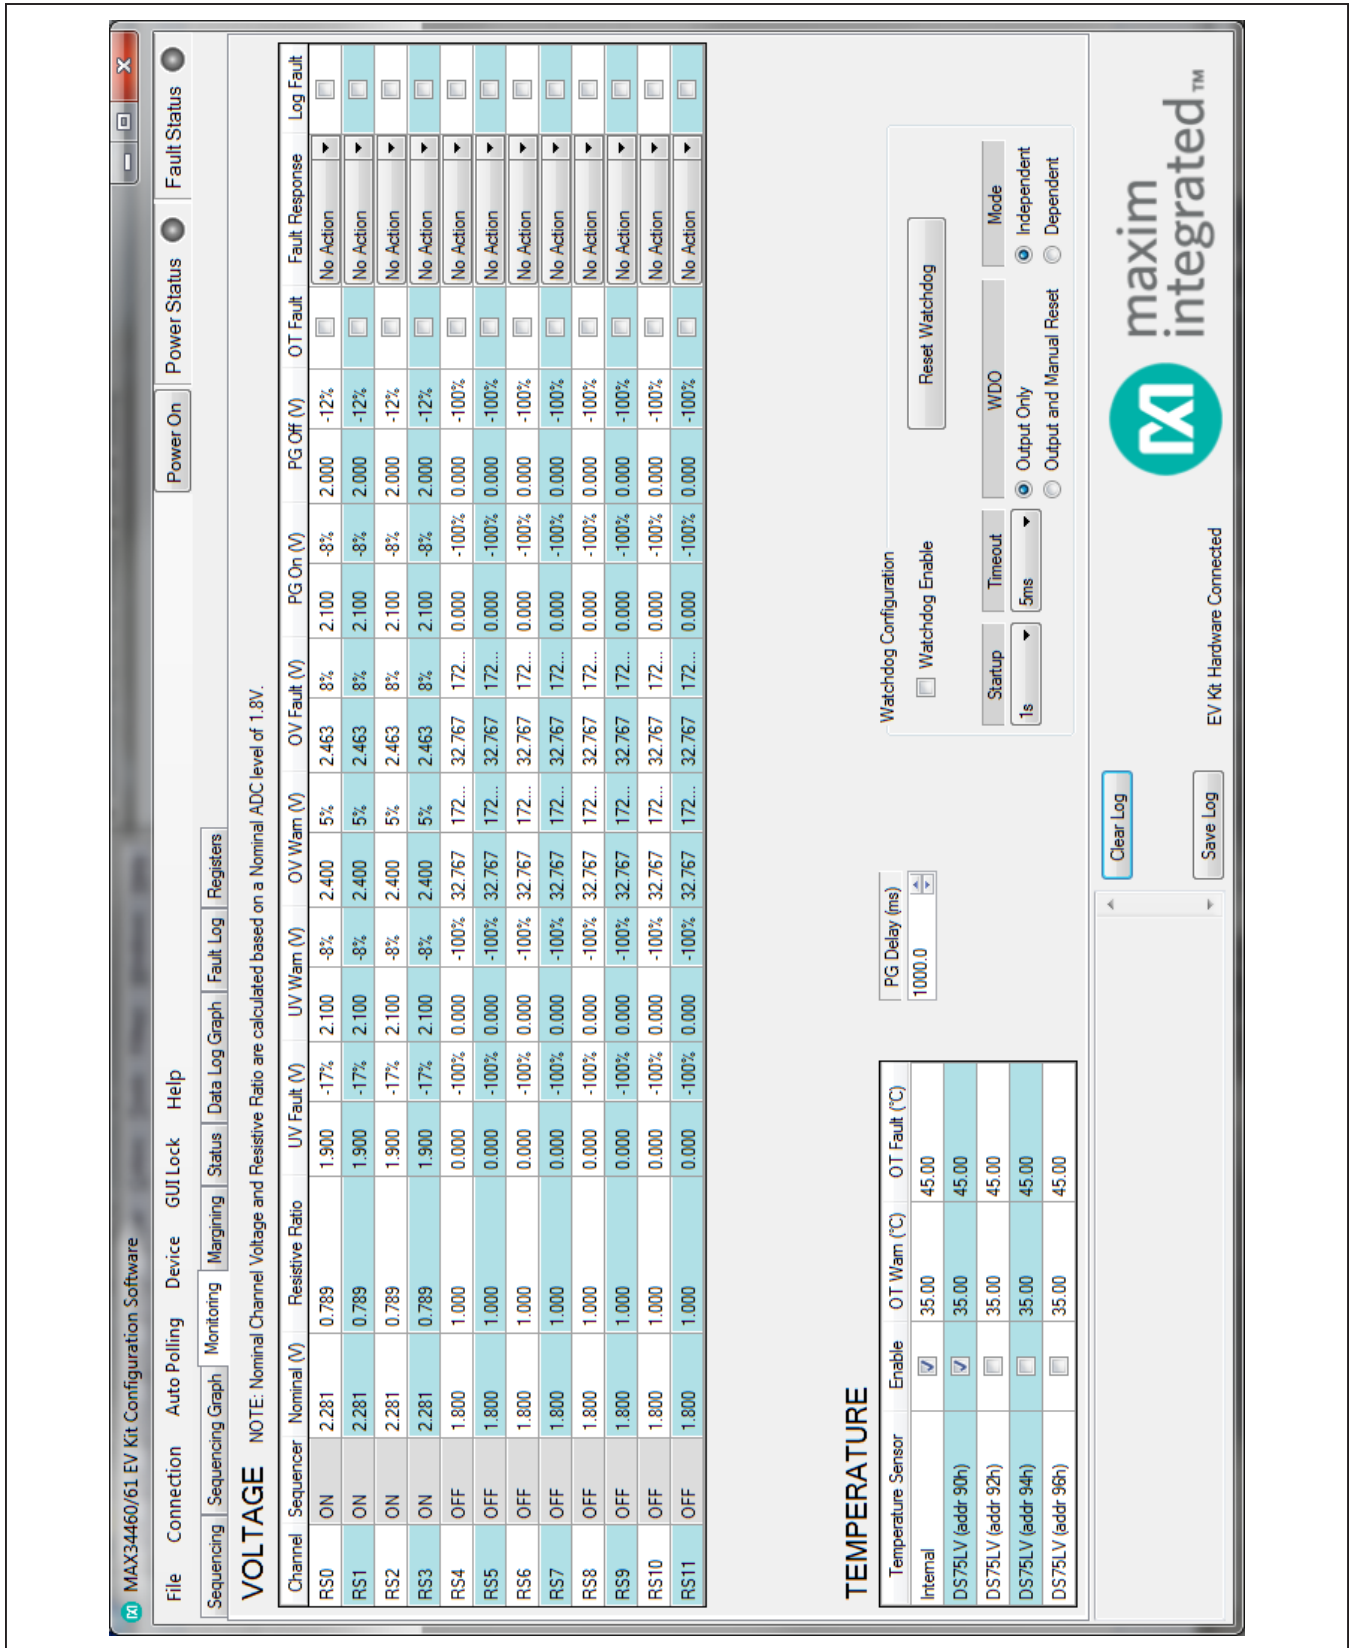 MAX34460/61 EV Kit Configuration Software
File Connection Auto Polling Device GUI Lock Help
Power On Power Status Fault Status
Sequencing Sequencing Graph Monitoring Margining Status Data Log Graph Fault Log Registers
VOLTAGE NOTE: Nominal Channel Voltage and Resistive Ratio are calculated based on a Nominal ADC level of 1.8V.
Channel Sequencer Nominal (V) Resistive Ratio UV Fault (V) UV Warn (V) OV Warn (V) OV Fault (V) PG On (V) PG Off (V) OT Fault Fault Response Log Fault
RS0 ON 2.281 0.789 1.900 -17% 2.100 -8% 2.400 5% 2.463 8% 2.100 -8% 2.000 -12% No Action
RS1 ON 2.281 0.789 1.900 -17% 2.100 -8% 2.400 5% 2.463 8% 2.100 -8% 2.000 -12% No Action
RS2 ON 2.281 0.789 1.900 -17% 2.100 -8% 2.400 5% 2.463 8% 2.100 -8% 2.000 -12% No Action
RS3 ON 2.281 0.789 1.900 -17% 2.100 -8% 2.400 5% 2.463 8% 2.100 -8% 2.000 -12% No Action
RS4 OFF 1.800 1.000 0.000 -100% 0.000 -100% 32.767 172... 32.767 172... 0.000 -100% 0.000 -100% No Action
RS5 OFF 1.800 1.000 0.000 -100% 0.000 -100% 32.767 172... 32.767 172... 0.000 -100% 0.000 -100% No Action
RS6 OFF 1.800 1.000 0.000 -100% 0.000 -100% 32.767 172... 32.767 172... 0.000 -100% 0.000 -100% No Action
RS7 OFF 1.800 1.000 0.000 -100% 0.000 -100% 32.767 172... 32.767 172... 0.000 -100% 0.000 -100% No Action
RS8 OFF 1.800 1.000 0.000 -100% 0.000 -100% 32.767 172... 32.767 172... 0.000 -100% 0.000 -100% No Action
RS9 OFF 1.800 1.000 0.000 -100% 0.000 -100% 32.767 172... 32.767 172... 0.000 -100% 0.000 -100% No Action
RS10 OFF 1.800 1.000 0.000 -100% 0.000 -100% 32.767 172... 32.767 172... 0.000 -100% 0.000 -100% No Action
RS11 OFF 1.800 1.000 0.000 -100% 0.000 -100% 32.767 172... 32.767 172... 0.000 -100% 0.000 -100% No Action
TEMPERATURE
Temperature Sensor Enable OT Warn (°C) OT Fault (°C)
Internal 35.00 45.00
DS75LV (addr 90h) 35.00 45.00
DS75LV (addr 92h) 35.00 45.00
DS75LV (addr 94h) 35.00 45.00
DS75LV (addr 96h) 35.00 45.00
PG Delay (ms)
1000.0
Watchdog Configuration
Watchdog Enable Reset Watchdog
Startup Timeout WDO Mode
1s 5ms Output Only Independent
Output and Manual Reset Dependent
Clear Log
Save Log
EV Kit Hardware Connected
maxim
integrated™